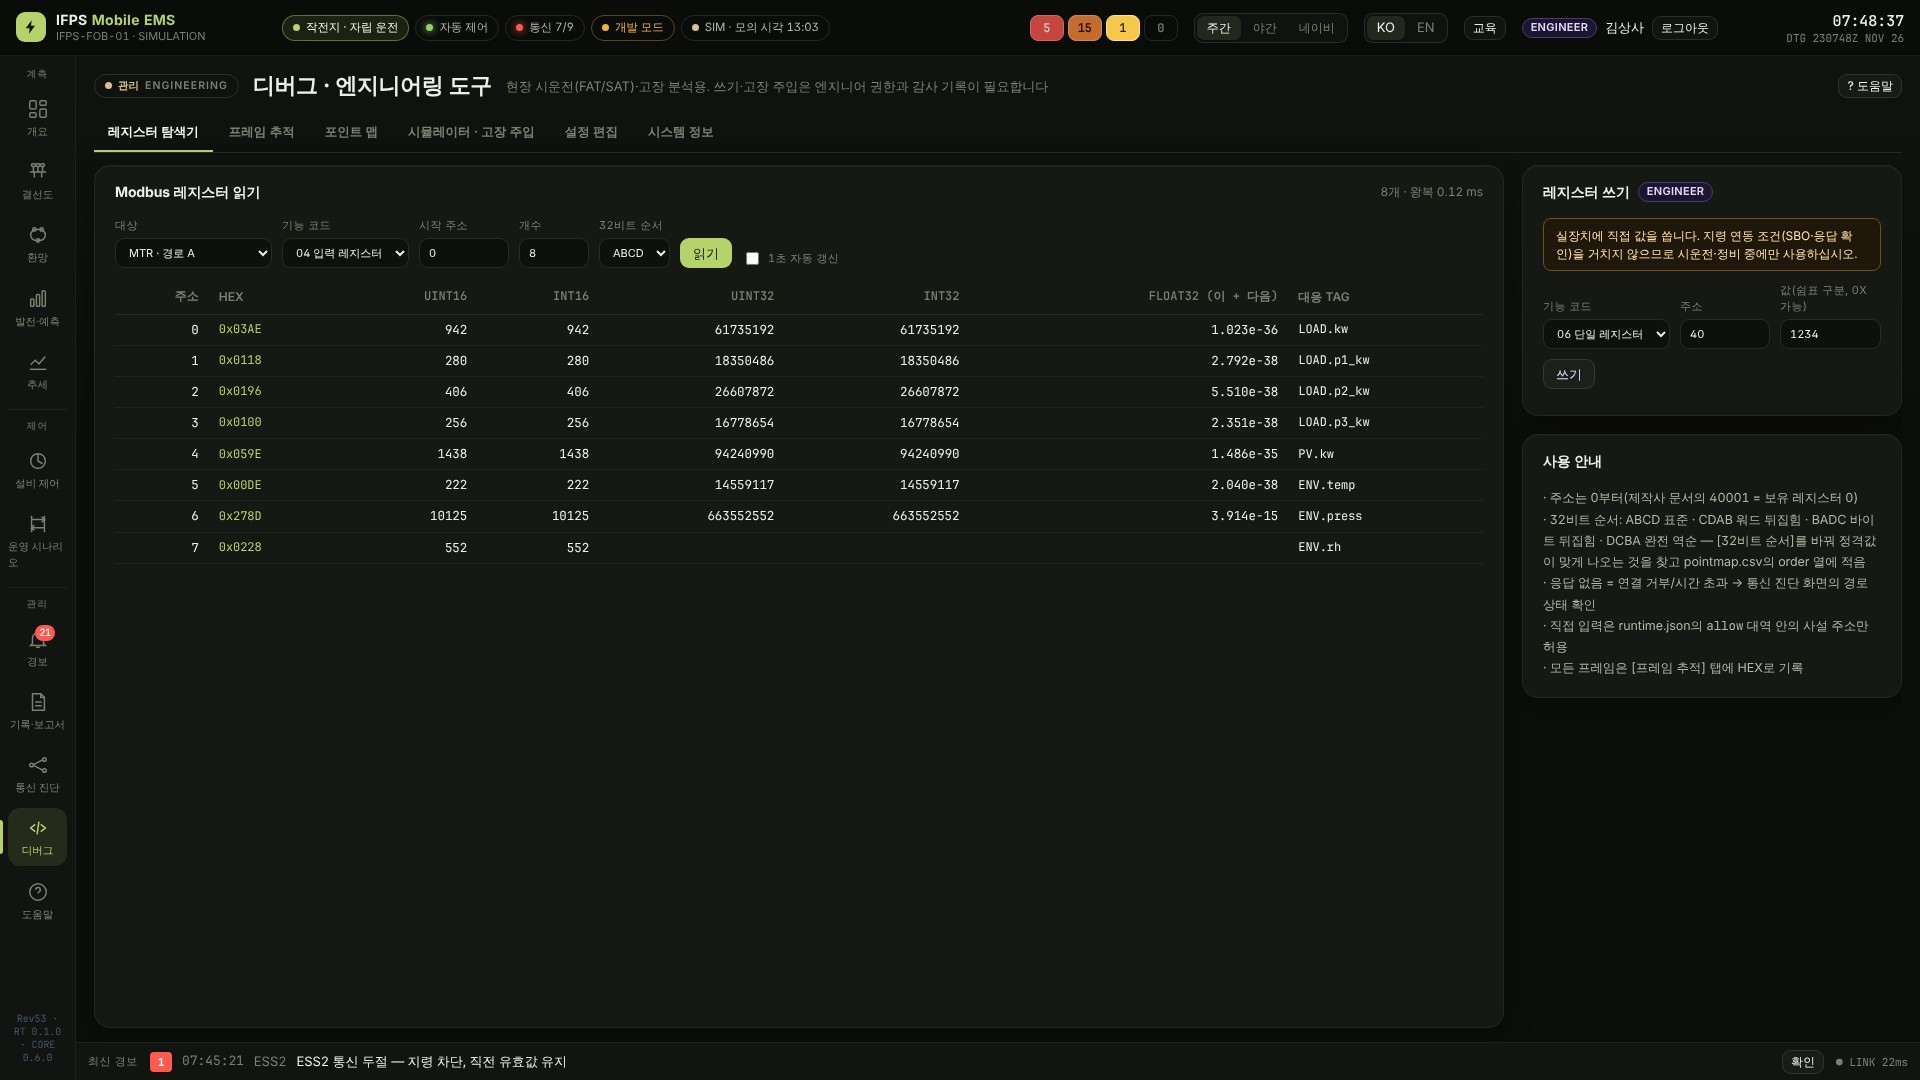 IFPS Mobile EMS
IFPS-FOB-01 · SIMULATION
작전지 · 자립 운전
자동 제어
통신 7/9
개발 모드
SIM · 모의 시각 13:03
5 15 1 0
주간 야간 네이비
KO EN
교육
ENGINEER 김상사 로그아웃
07:48:37
DTG 230748Z NOV 26
계측
개요
결선도
환망
발전·예측
추세
제어
설비 제어
운영 시나리
오
관리
21
경보
기록·보고서
통신 진단
디버그
도움말
Rev53 ·
RT 0.1.0
· CORE
0.6.0
관리 ENGINEERING
디버그 · 엔지니어링 도구
현장 시운전(FAT/SAT)·고장 분석용. 쓰기·고장 주입은 엔지니어 권한과 감사 기록이 필요합니다
? 도움말
레지스터 탐색기 프레임 추적 포인트 맵 시뮬레이터 · 고장 주입 설정 편집 시스템 정보
Modbus 레지스터 읽기
8개 · 왕복 0.12 ms
대상 기능 코드 시작 주소 개수 32비트 순서
MTR · 경로 A 04 입력 레지스터 0 8 ABCD 읽기 1초 자동 갱신
주소 HEX UINT16 INT16 UINT32 INT32 FLOAT32 (이 + 다음) 대응 TAG
0 0x03AE 942 942 61735192 61735192 1.023e-36 LOAD.kw
1 0x0118 280 280 18350486 18350486 2.792e-38 LOAD.p1_kw
2 0x0196 406 406 26607872 26607872 5.510e-38 LOAD.p2_kw
3 0x0100 256 256 16778654 16778654 2.351e-38 LOAD.p3_kw
4 0x059E 1438 1438 94240990 94240990 1.486e-35 PV.kw
5 0x00DE 222 222 14559117 14559117 2.040e-38 ENV.temp
6 0x278D 10125 10125 663552552 663552552 3.914e-15 ENV.press
7 0x0228 552 552 ENV.rh
레지스터 쓰기 ENGINEER
실장치에 직접 값을 씁니다. 지령 연동 조건(SBO·응답 확
인)을 거치지 않으므로 시운전·정비 중에만 사용하십시오.
기능 코드 주소 값(쉼표 구분, 0X
가능)
06 단일 레지스터 40 1234
쓰기
사용 안내
· 주소는 0부터(제작사 문서의 40001 = 보유 레지스터 0)
· 32비트 순서: ABCD 표준 · CDAB 워드 뒤집힘 · BADC 바이
트 뒤집힘 · DCBA 완전 역순 — [32비트 순서]를 바꿔 정격값
이 맞게 나오는 것을 찾고 pointmap.csv의 order 열에 적음
· 응답 없음 = 연결 거부/시간 초과 → 통신 진단 화면의 경로
상태 확인
· 직접 입력은 runtime.json의 allow 대역 안의 사설 주소만
허용
· 모든 프레임은 [프레임 추적] 탭에 HEX로 기록
최신 경보 1 07:45:21 ESS2 ESS2 통신 두절 — 지령 차단, 직전 유효값 유지
확인 LINK 22ms